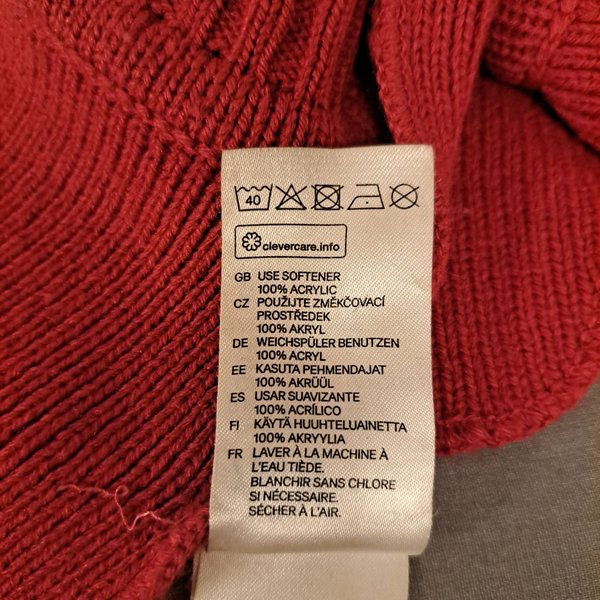 40
clevercare.info
GB USE SOFTENER
100% ACRYLIC
CZ POUŽIJTE ZMĚKČOVACÍ
PROSTŘEDEK
100% AKRYL
DE WEICHSPÜLER BENUTZEN
100% ACRYL
EE KASUTA PEHMENDAJAT
100% AKRÜÜL
ES USAR SUAVIZANTE
100% ACRÍLICO
FI KÄYTÄ HUUHTELUAINETTA
100% AKRYYLIA
FR LAVER À LA MACHINE À
L'EAU TIÈDE.
BLANCHIR SANS CHLORE
SI NÉCESSAIRE.
SÉCHER À L'AIR.